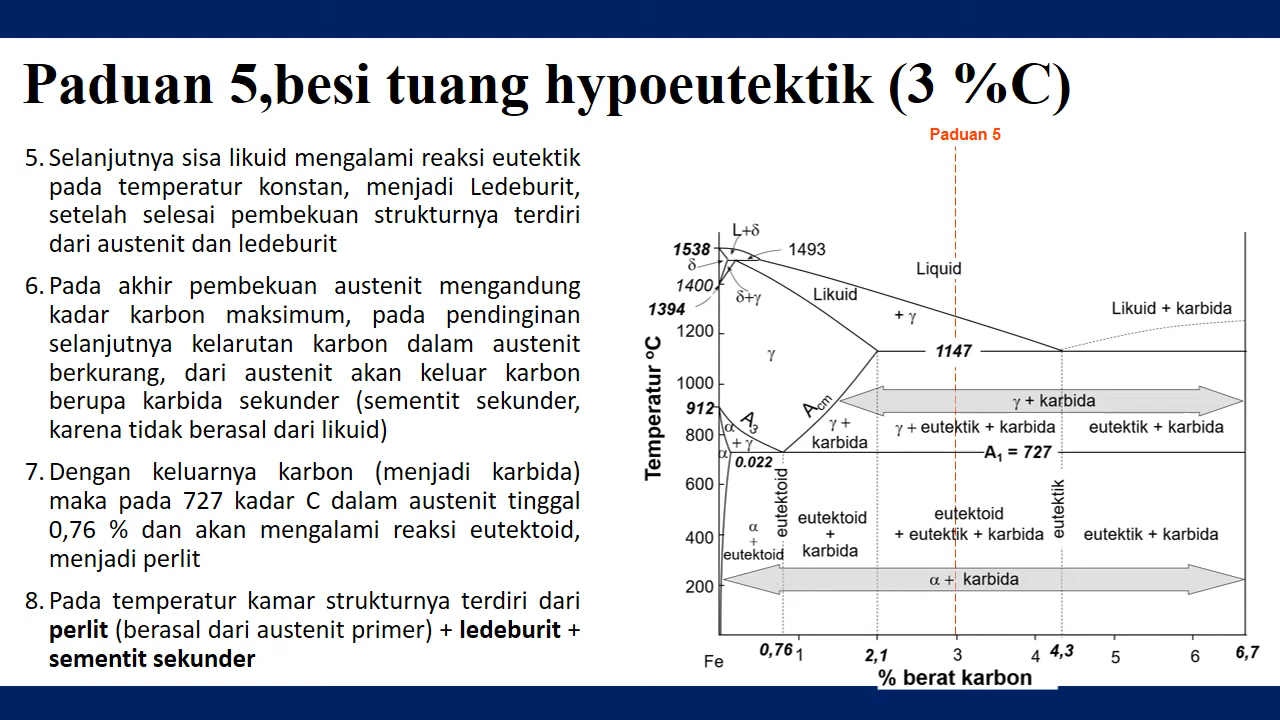 Paduan 5,besi tuang hypoeutektik (3 %C)
5. Selanjutnya sisa likuid mengalami reaksi eutektik
pada temperatur konstan, menjadi Ledeburit,
setelah selesai pembekuan strukturnya terdiri
dari austenit dan ledeburit
6. Pada akhir pembekuan austenit mengandung
kadar karbon maksimum, pada pendinginan
selanjutnya kelarutan karbon dalam austenit
berkurang, dari austenit akan keluar karbon
berupa karbida sekunder (sementit sekunder,
karena tidak berasal dari likuid)
7. Dengan keluarnya karbon (menjadi karbida)
maka pada 727 kadar C dalam austenit tinggal
0,76 % dan akan mengalami reaksi eutektoid,
menjadi perlit
8. Pada temperatur kamar strukturnya terdiri dari
perlit (berasal dari austenit primer) + ledeburit +
sementit sekunder
Paduan 5
L+δ
1538
1493
δ
Liquid
1400
δ+γ
Likuid
+ γ
1394
Likuid + karbida
1200
γ
1147
Temperatur ºC
1000
Acm
γ + karbida
912
A3
α
+ γ
γ +
karbida
γ + eutektik + karbida
eutektik + karbida
800
α
0.022
A1 = 727
600
eutektoid
eutektik
α
+
eutektoid
eutektoid
+
karbida
eutektoid
+ eutektik + karbida
eutektik + karbida
400
α + karbida
200
Fe
0,76
1
2,1
3
4
4,3
5
6
6,7
% berat karbon